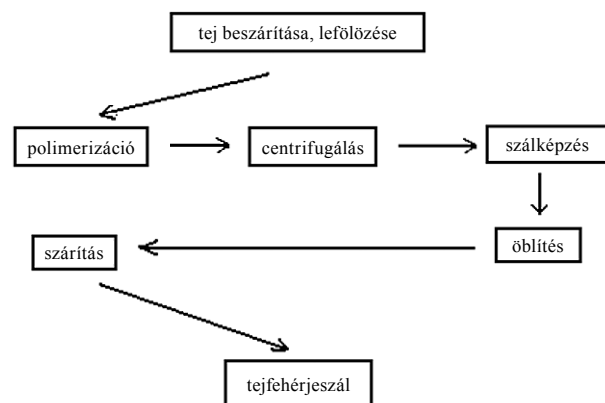 tej beszárítása, lefölözése
polimerizáció
centrifugálás
szálképzés
öblítés
szárítás
tejfehérjeszál